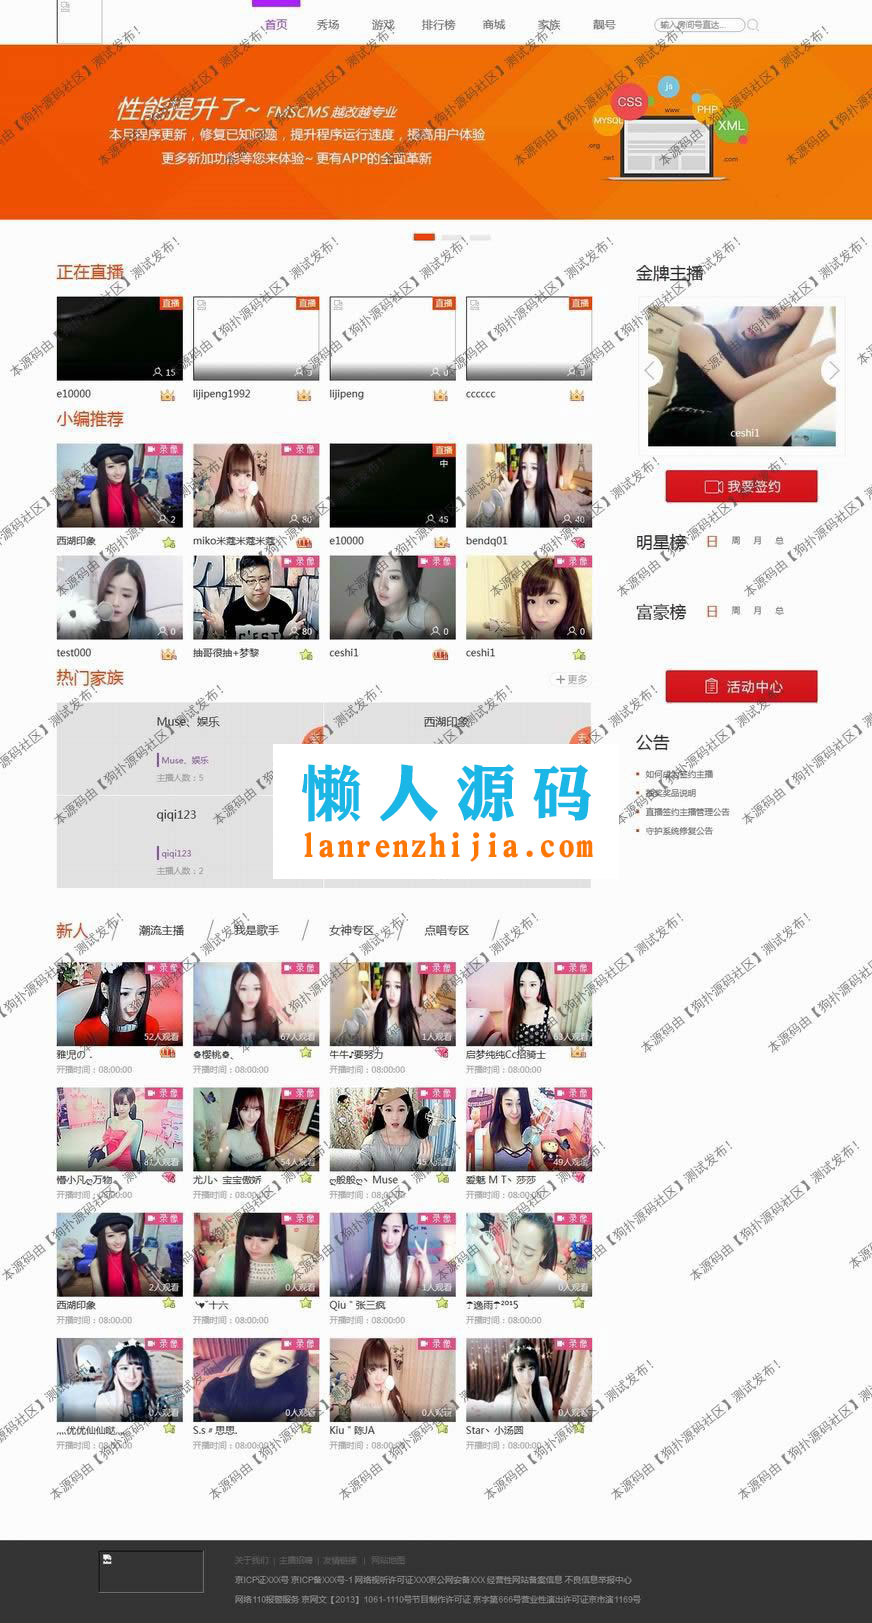 首页 秀场 游戏 排行榜 商城 家族 靓号 输入房间号直达...
性能提升了~ FMSCMS 越改越专业
本月程序更新，修复已知问题，提升程序运行速度，提高用户体验
更多新加功能等您来体验~ 更有APP的全面革新
CSS js PHP MYSQL XML www .org .net .com
正在直播
直播 直播 直播 直播
15 0 0 0
e10000 lijipeng1992 lijipeng cccccc
小编推荐
录像 录像 直播中
2 80 45 40
西湖印象 miko米蔻米蔻米蔻 e10000 bendq01
录像
0 80 0 0
test000 抽哥很抽+梦黎 ceshi1 ceshi1
热门家族 +更多
Muse、娱乐 西湖印象
Muse、娱乐
主播人数：5
qiqi123
qiqi123
主播人数：2
懒人源码
lanrenzhijia.com
金牌主播
ceshi1
我要签约
明星榜 日 周 月 总
富豪榜 日 周 月 总
活动中心
公告
如何成为签约主播
颁奖奖品说明
直播签约主播管理公告
守护系统修复公告
新人 潮流主播 我是歌手 女神专区 点唱专区
录像 录像 录像 录像
52人观看 67人观看 1人观看 63人观看
雅児の． ❁樱桃❁、 牛牛♪要努力 启梦纯纯Cc招骑士
开播时间：08:00:00 开播时间：08:00:00
录像 录像 录像 录像
54人观看 45人观看 49人观看
懵小凡ღ万物 尤儿丶宝宝傲娇 ღ般般ღ丶Muse 爱魅 M T丶莎莎
开播时间：08:00:00 开播时间：08:00:00 开播时间：08:00:00 开播时间：08:00:00
录像 录像 录像 录像
2人观看 0人观看 1人观看 0人观看
西湖印象 十六 Qiu＂张三疯 ☂逸雨☂²⁰¹5
开播时间：08:00:00 开播时间：08:00:00 开播时间：08:00:00 开播时间：08:00:00
录像 录像 录像 录像
0人观看 0人观看 0人观看 0人观看
优优仙仙哒 S.s〃思思. Kiu＂陈JA Star丶小汤圆
开播时间：08:00:00 开播时间：08:00:00 开播时间：08:00:00 开播时间：08:00:00
关于我们 | 主播招募 | 友情链接 | 网站地图
京ICP证XXX号 京ICP备XXX号-1 网络视听许可证XXX京公网安备XXX 经营性网站备案信息 不良信息举报中心
网络110报警服务 京网文【2013】1061-1110号节目制作许可证 京字第666号营业性演出许可证京市演1169号
本源码由【狗扑源码社区】测试发布！